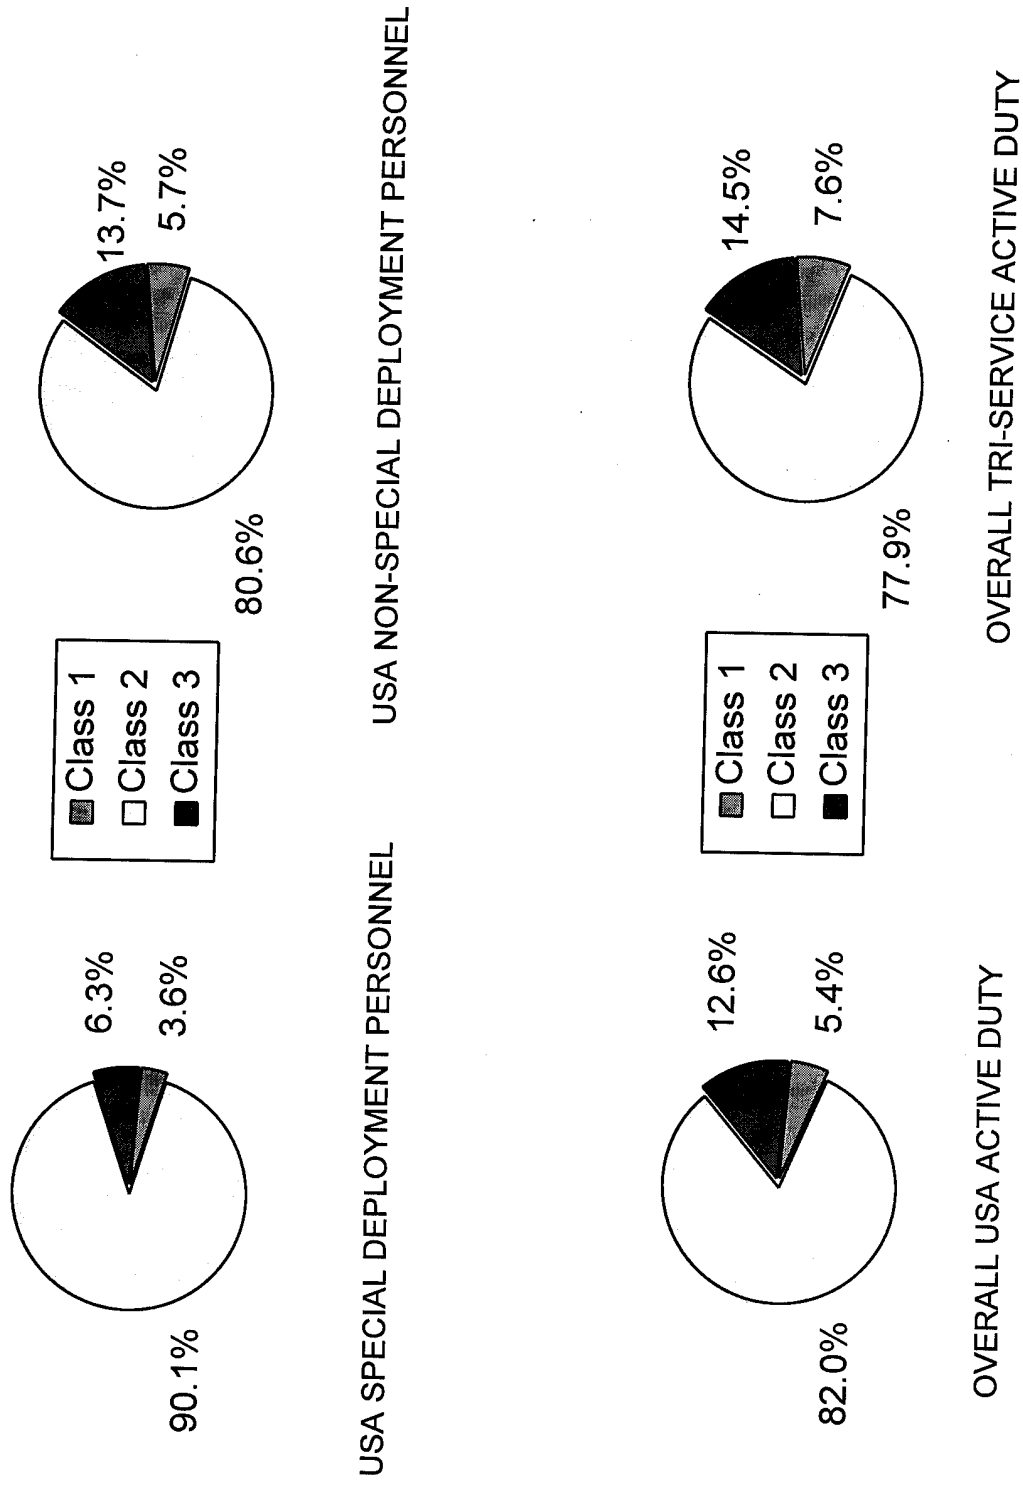 6.3%
3.6%
90.1%
USA SPECIAL DEPLOYMENT PERSONNEL
Class 1
Class 2
Class 3
13.7%
5.7%
80.6%
USA NON-SPECIAL DEPLOYMENT PERSONNEL
12.6%
5.4%
82.0%
OVERALL USA ACTIVE DUTY
Class 1
Class 2
Class 3
14.5%
7.6%
77.9%
OVERALL TRI-SERVICE ACTIVE DUTY